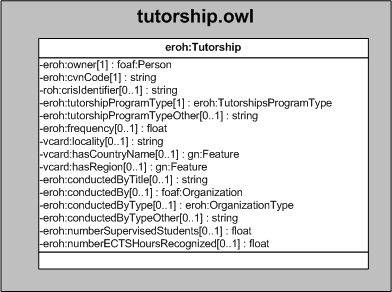 tutorship.owl
eroh:Tutorship
-eroh:owner[1] : foaf:Person
-eroh:cvnCode[1] : string
-roh:crisIdentifier[0..1] : string
-eroh:tutorshipProgramType[1] : eroh:TutorshipsProgramType
-eroh:tutorshipProgramTypeOther[0..1] : string
-eroh:frequency[0..1] : float
-vcard:locality[0..1] : string
-vcard:hasCountryName[0..1] : gn:Feature
-vcard:hasRegion[0..1] : gn:Feature
-eroh:conductedByTitle[0..1] : string
-eroh:conductedBy[0..1] : foaf:Organization
-eroh:conductedByType[0..1] : eroh:OrganizationType
-eroh:conductedByTypeOther[0..1] : string
-eroh:numberSupervisedStudents[0..1] : float
-eroh:numberECTSHoursRecognized[0..1] : float